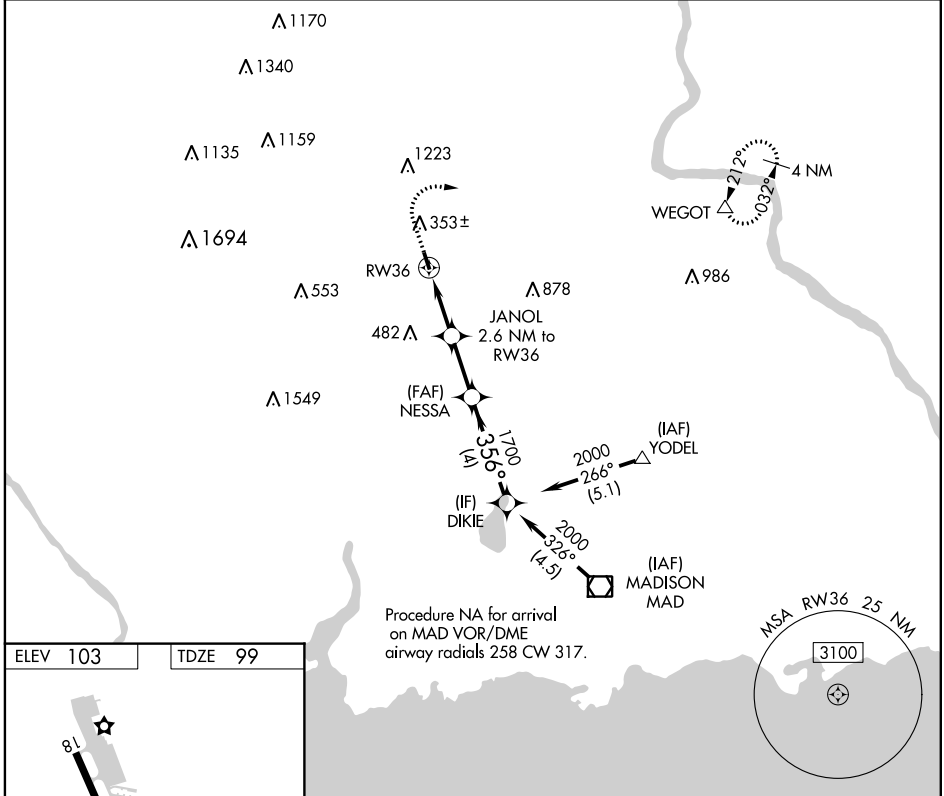 1170
1340
1135
1159
1223
212°
032°
4 NM
WEGOT
353±
1694
RW36
986
553
878
JANOL
2.6 NM to
RW36
482
1549
(FAF)
NESSA
1700
356°
(4)
(IAF)
YODEL
2000
266°
(5.1)
(IF)
DIKIE
2000
326°
(4.5)
(IAF)
MADISON
MAD
Procedure NA for arrival
on MAD VOR/DME
airway radials 258 CW 317.
MSA RW36 25 NM
3100
ELEV 103
TDZE 99
18